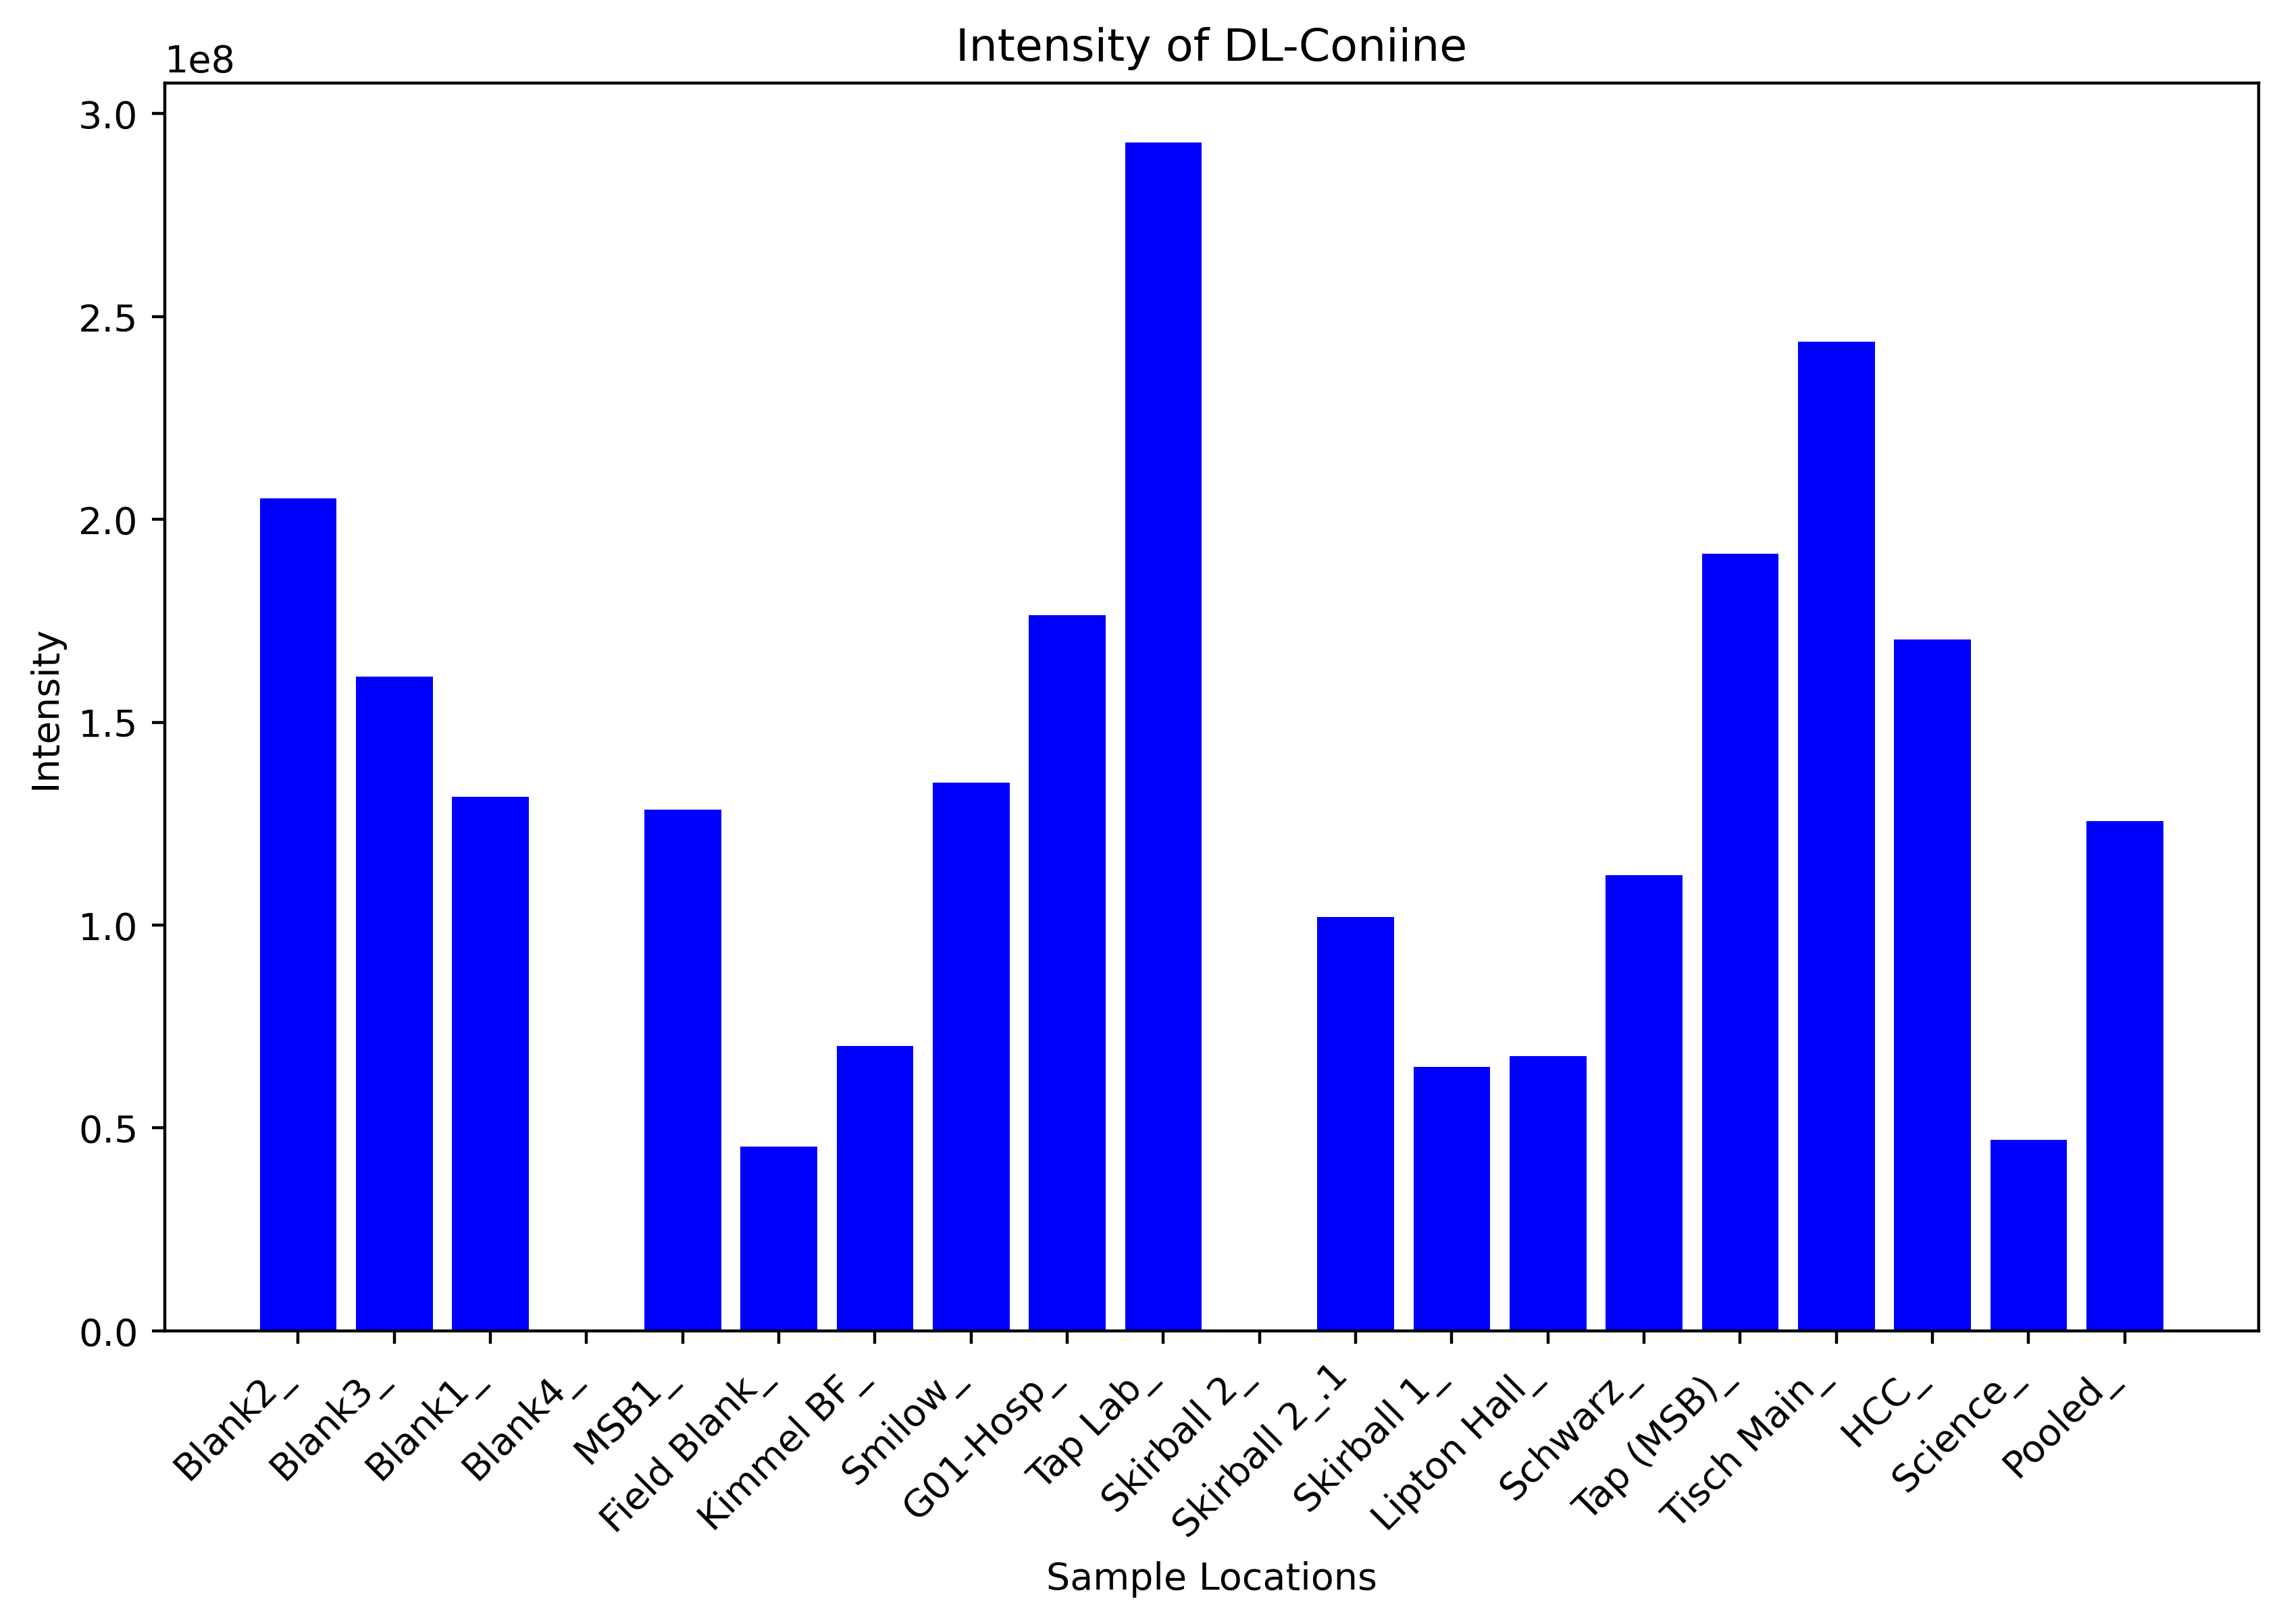 Intensity of DL-Coniine
1e8
3.0
2.5
2.0
1.5
1.0
0.5
0.0
Intensity
Blank2_
Blank3_
Blank1_
Blank4_
MSB1_
Field Blank_
Kimmel BF_
Smilow_
G01-Hosp_
Tap Lab_
Skirball 2_
Skirball 2_.1
Skirball 1_
Lipton Hall_
Schwarz_
Tap (MSB)_
Tisch Main_
HCC_
Science_
Pooled_
Sample Locations